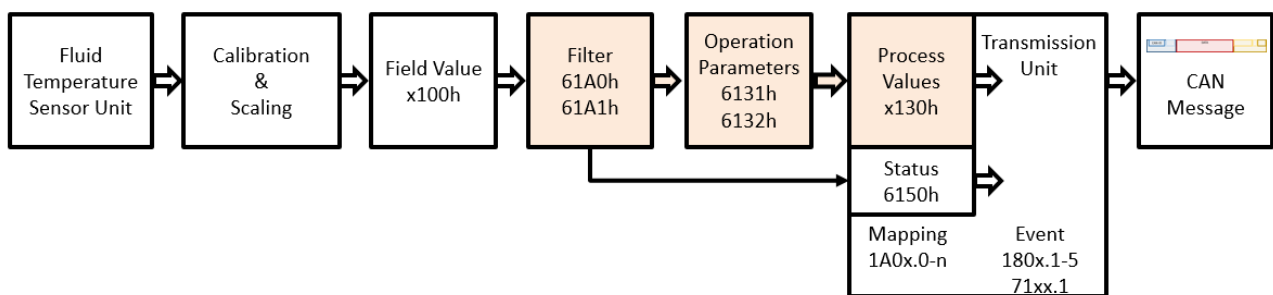 Fluid
Temperature
Sensor Unit
Calibration
&
Scaling
Field Value
x100h
Filter
61A0h
61A1h
Operation
Parameters
6131h
6132h
Process
Values
x130h
Status
6150h
Mapping
1A0x.0-n
Transmission
Unit
Event
180x.1-5
71xx.1
CAN
Message